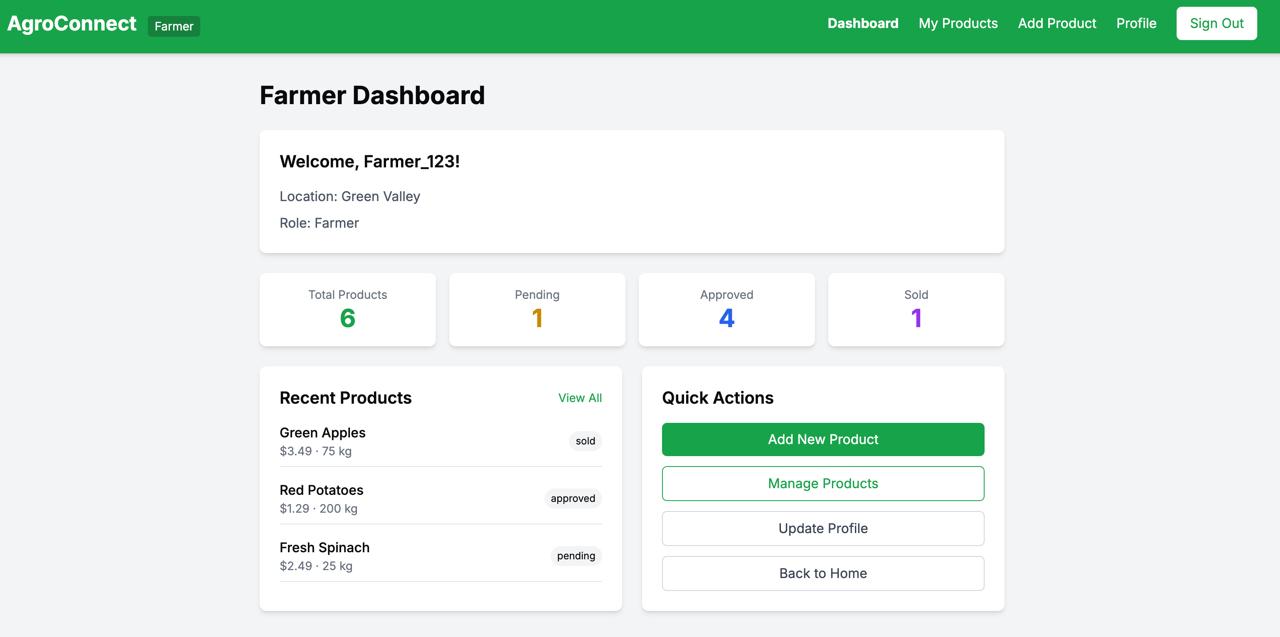 AgroConnect Farmer Dashboard My Products Add Product Profile Sign Out
Farmer Dashboard
Welcome, Farmer_123!
Location: Green Valley
Role: Farmer
Total Products
6
Pending
1
Approved
4
Sold
1
Recent Products View All
Green Apples
$3.49 · 75 kg
sold
Red Potatoes
$1.29 · 200 kg
approved
Fresh Spinach
$2.49 · 25 kg
pending
Quick Actions
Add New Product
Manage Products
Update Profile
Back to Home